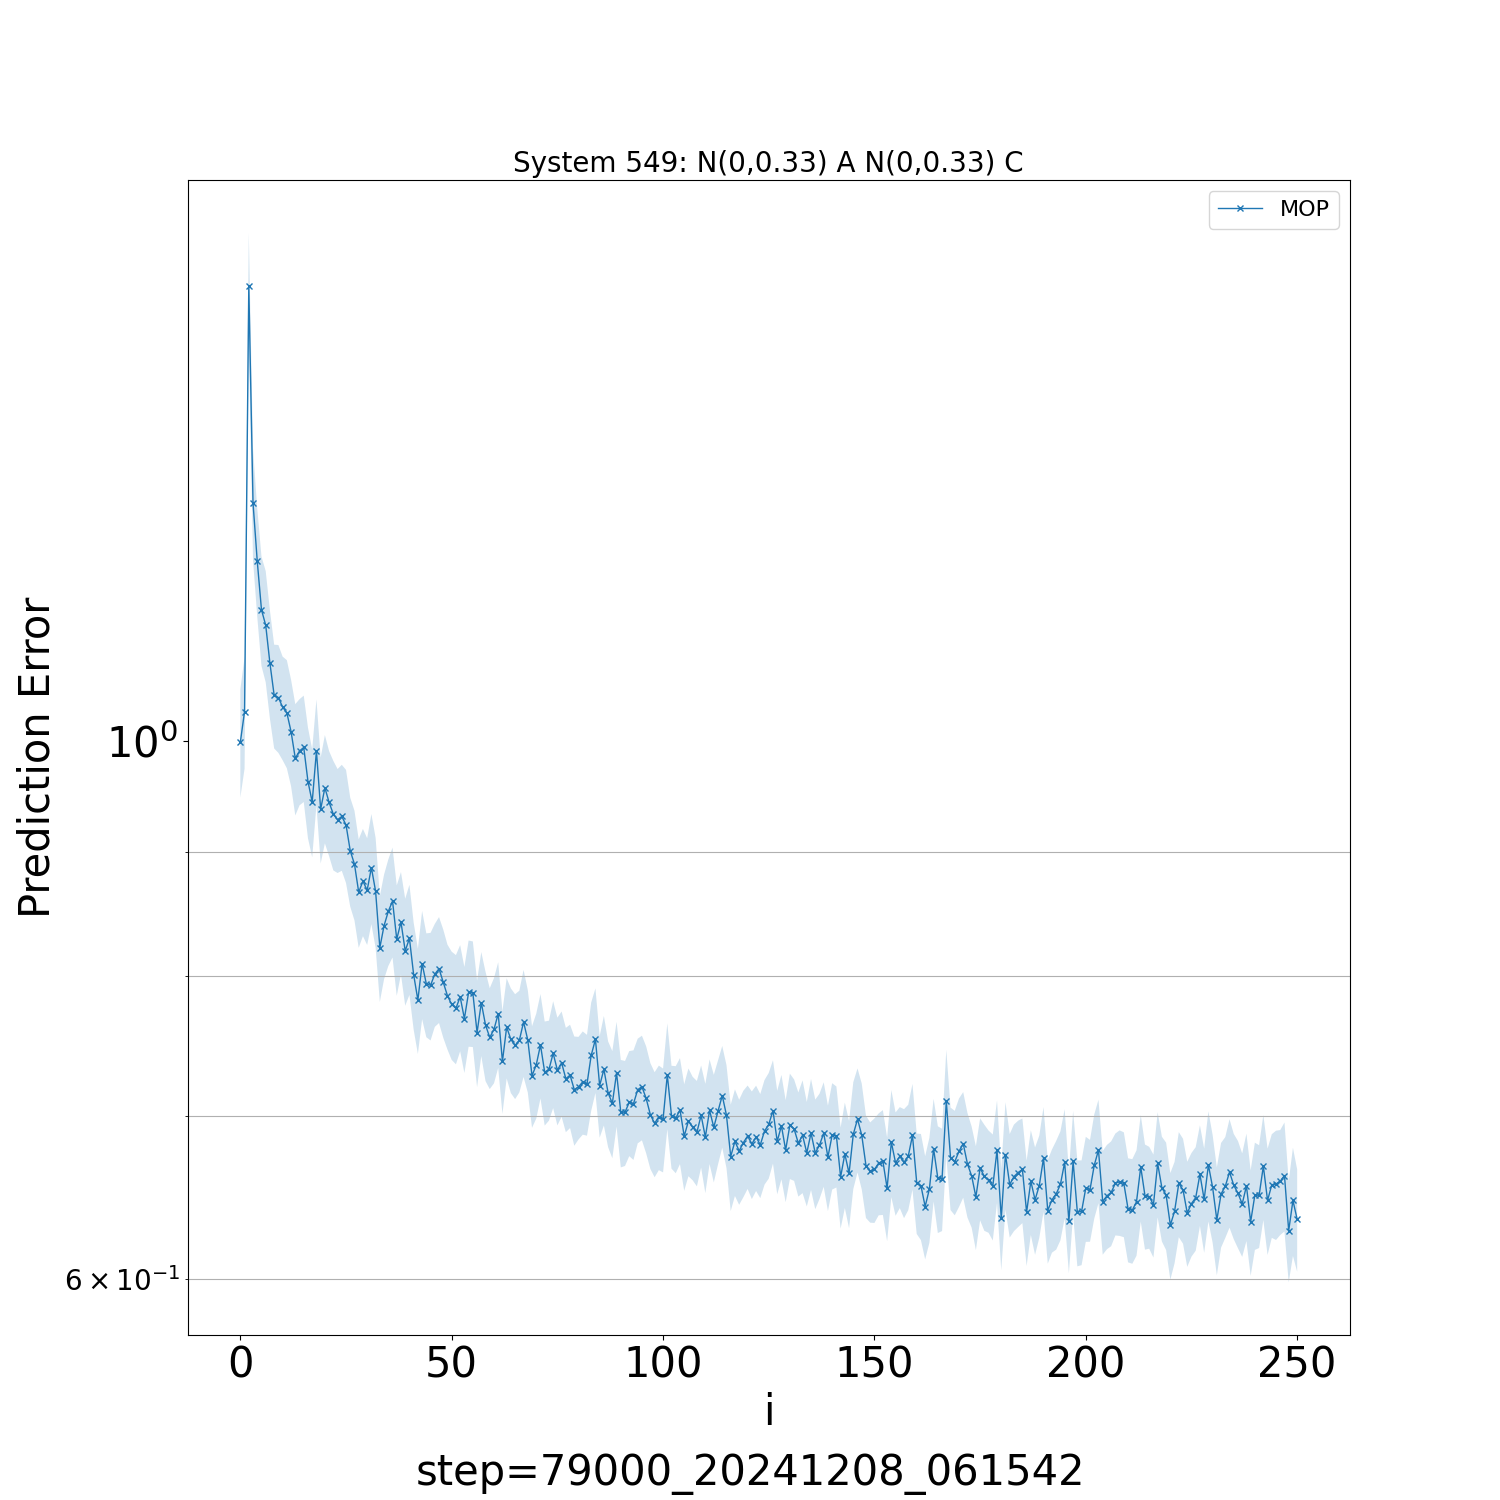 System 549: N(0,0.33) A N(0,0.33) C
MOP
Prediction Error
10⁰
6 × 10⁻¹
0 50 100 150 200 250
i
step=79000_20241208_061542